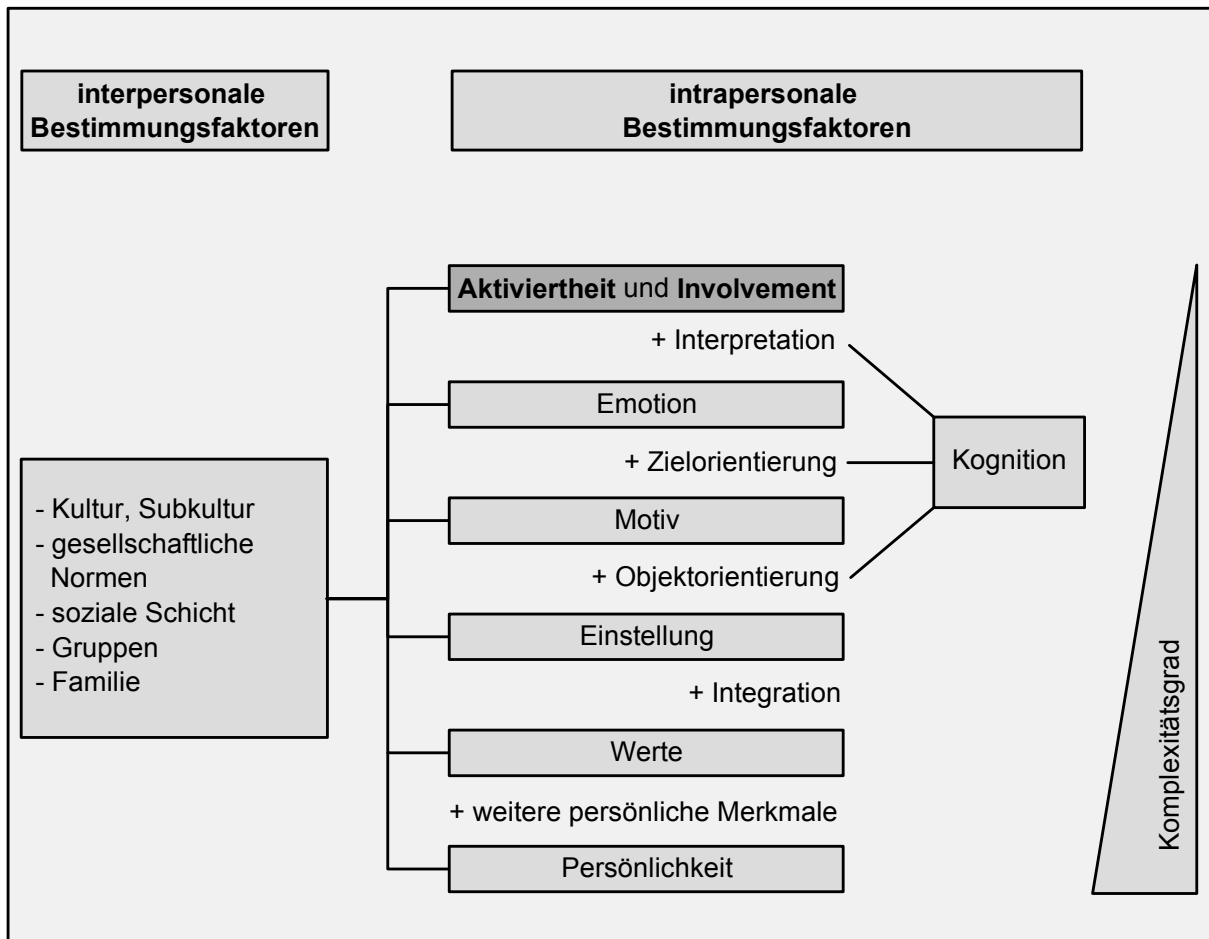 interpersonale
Bestimmungsfaktoren
intrapersonale
Bestimmungsfaktoren
Aktiviertheit und Involvement
+ Interpretation
Emotion
+ Zielorientierung
Kognition
Motiv
+ Objektorientierung
Einstellung
+ Integration
Werte
+ weitere persönliche Merkmale
Persönlichkeit
- Kultur, Subkultur
- gesellschaftliche
Normen
- soziale Schicht
- Gruppen
- Familie
Komplexitätsgrad